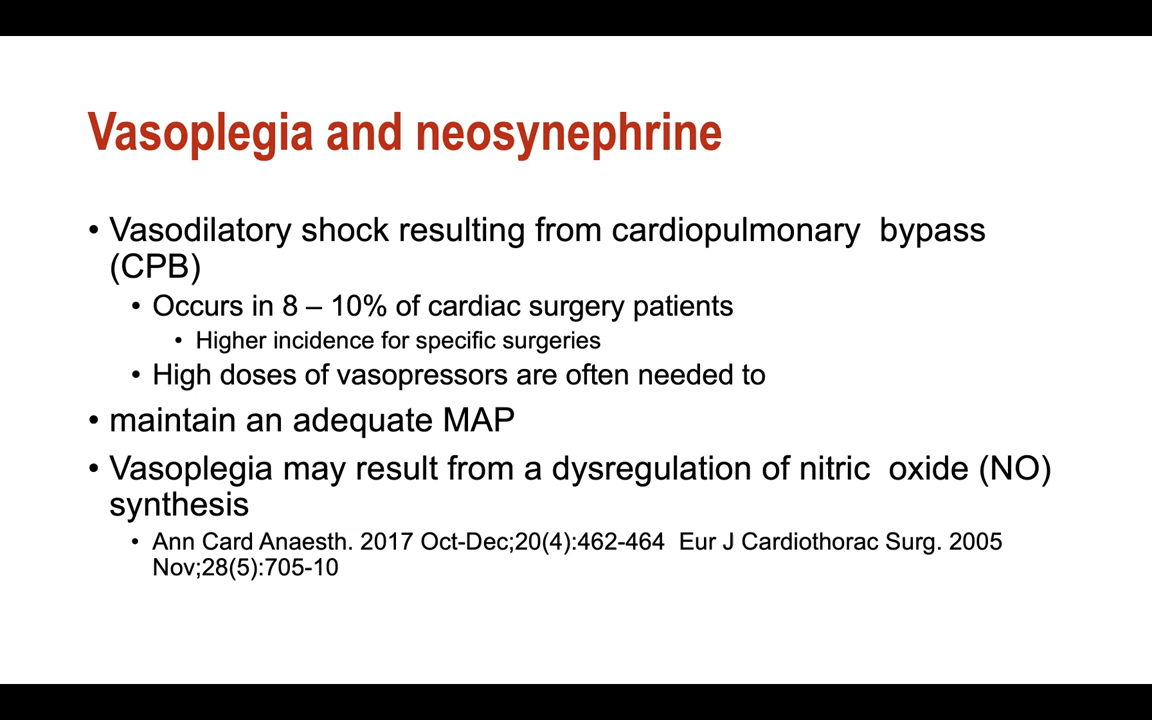 Vasoplegia and neosynephrine
• Vasodilatory shock resulting from cardiopulmonary  bypass
(CPB)
• Occurs in 8 – 10% of cardiac surgery patients
• Higher incidence for specific surgeries
• High doses of vasopressors are often needed to
• maintain an adequate MAP
• Vasoplegia may result from a dysregulation of nitric  oxide (NO)
synthesis
• Ann Card Anaesth. 2017 Oct-Dec;20(4):462-464  Eur J Cardiothorac Surg. 2005
Nov;28(5):705-10